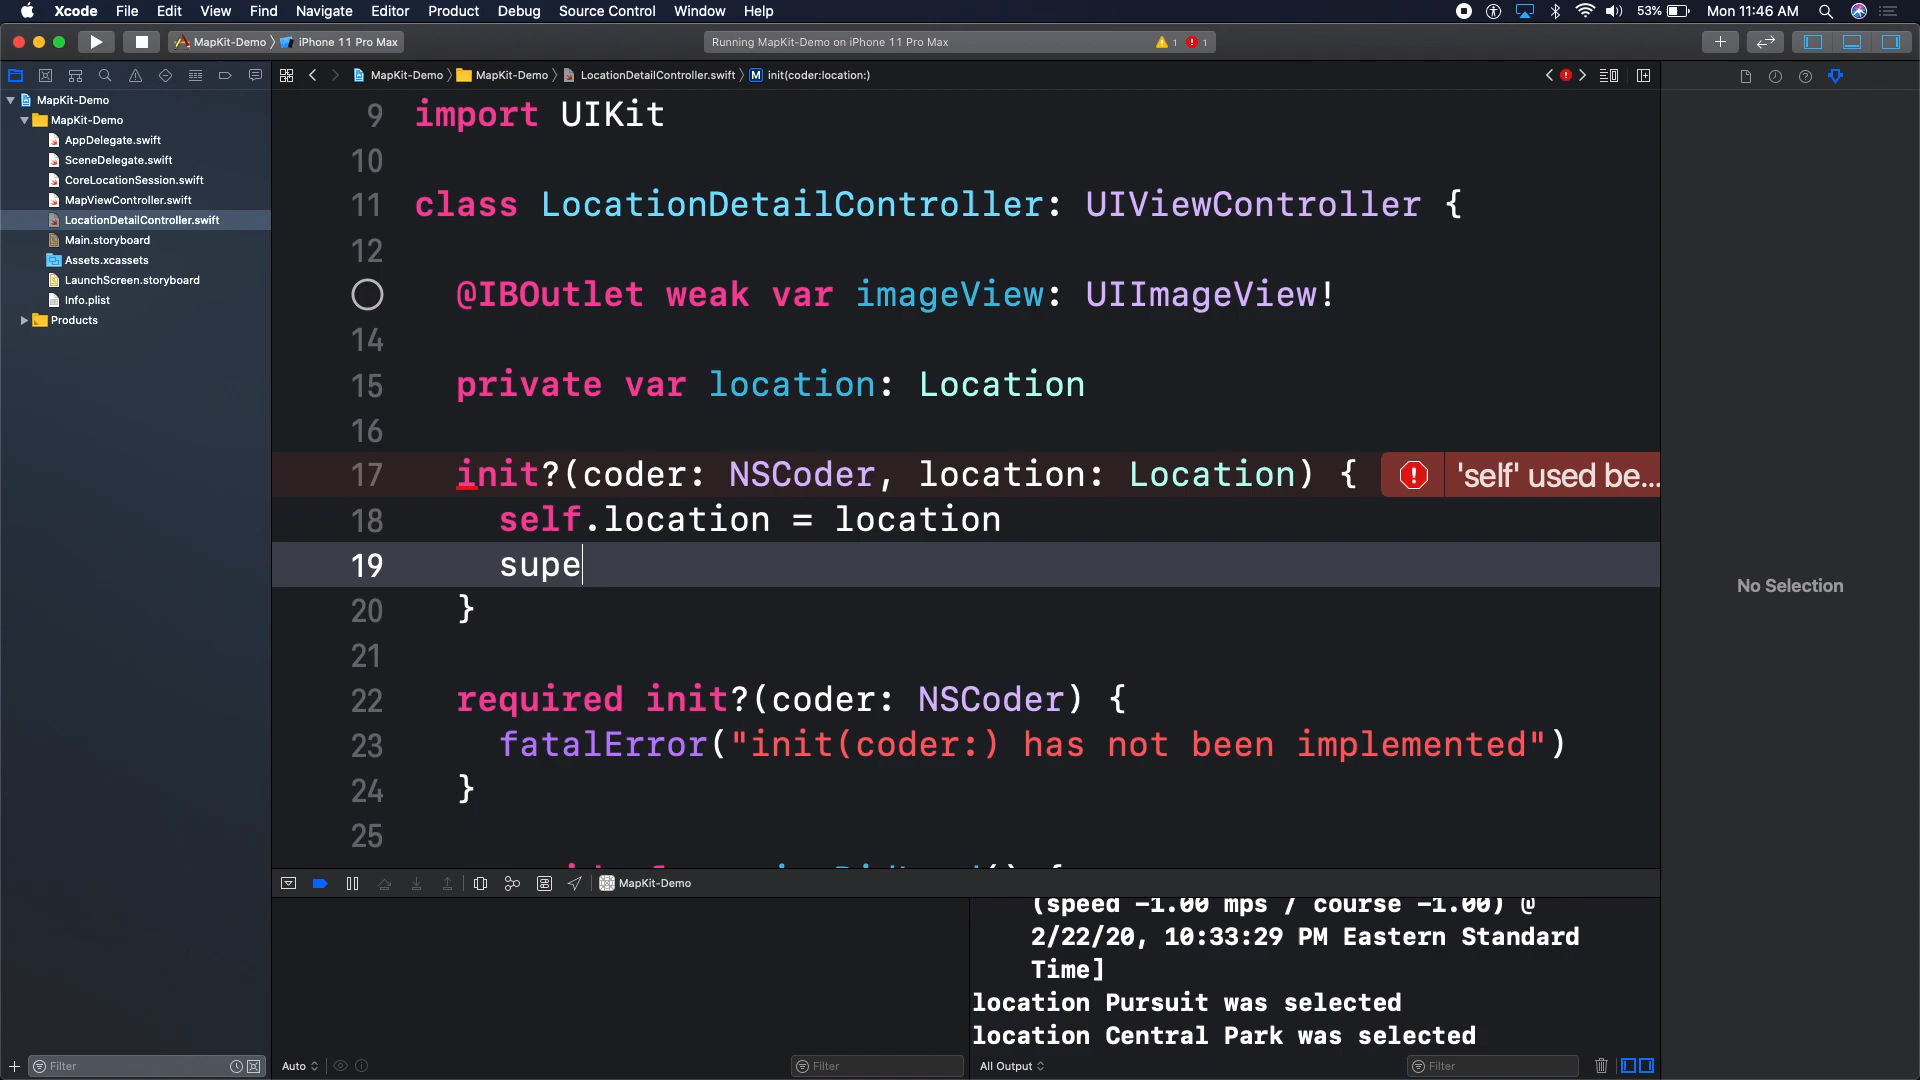 Xcode File Edit View Find Navigate Editor Product Debug Source Control Window Help 53% Mon 11:46 AM
MapKit-Demo iPhone 11 Pro Max Running MapKit-Demo on iPhone 11 Pro Max 1 1
MapKit-Demo MapKit-Demo LocationDetailController.swift M init(coder:location:)
MapKit-Demo
MapKit-Demo
AppDelegate.swift
SceneDelegate.swift
CoreLocationSession.swift
MapViewController.swift
LocationDetailController.swift
Main.storyboard
Assets.xcassets
LaunchScreen.storyboard
Info.plist
Products
9 import UIKit
10
11 class LocationDetailController: UIViewController {
12
@IBOutlet weak var imageView: UIImageView!
14
15 private var location: Location
16
17 init?(coder: NSCoder, location: Location) { 'self' used be...
18 self.location = location
19 supe
20 }
21
22 required init?(coder: NSCoder) {
23 fatalError("init(coder:) has not been implemented")
24 }
25
No Selection
MapKit-Demo
(speed -1.00 mps / course -1.00) @
2/22/20, 10:33:29 PM Eastern Standard
Time]
location Pursuit was selected
location Central Park was selected
Filter Auto Filter All Output Filter